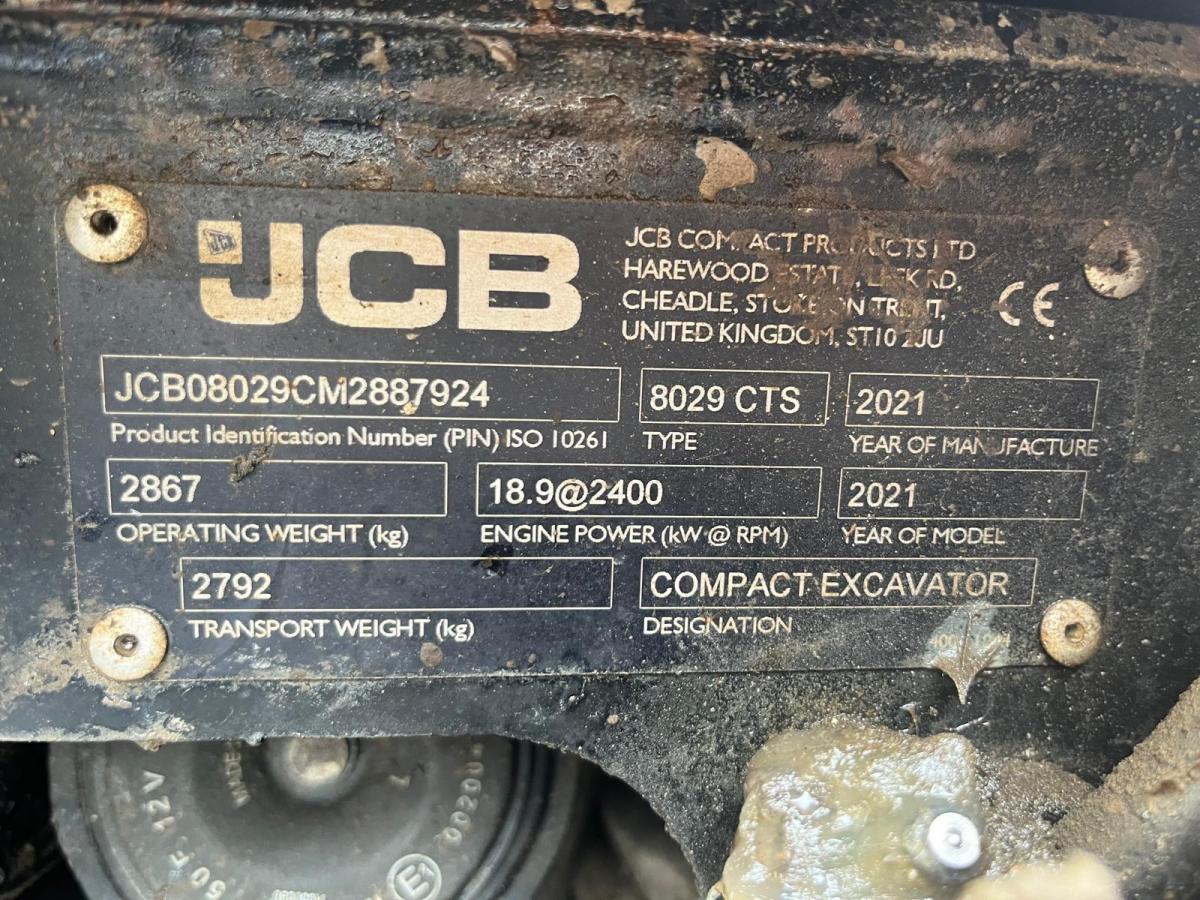 JCB
JCB COMPACT PRODUCTS LTD
HAREWOOD ESTATE, LEEK RD,
CHEADLE, STOKE ON TRENT,
UNITED KINGDOM, ST10 2JU
CE
JCB08029CM2887924
8029 CTS
2021
Product Identification Number (PIN) ISO 10261
TYPE
YEAR OF MANUFACTURE
2867
18.9@2400
2021
OPERATING WEIGHT (kg)
ENGINE POWER (kW @ RPM)
YEAR OF MODEL
2792
COMPACT EXCAVATOR
TRANSPORT WEIGHT (kg)
DESIGNATION
12V
E1